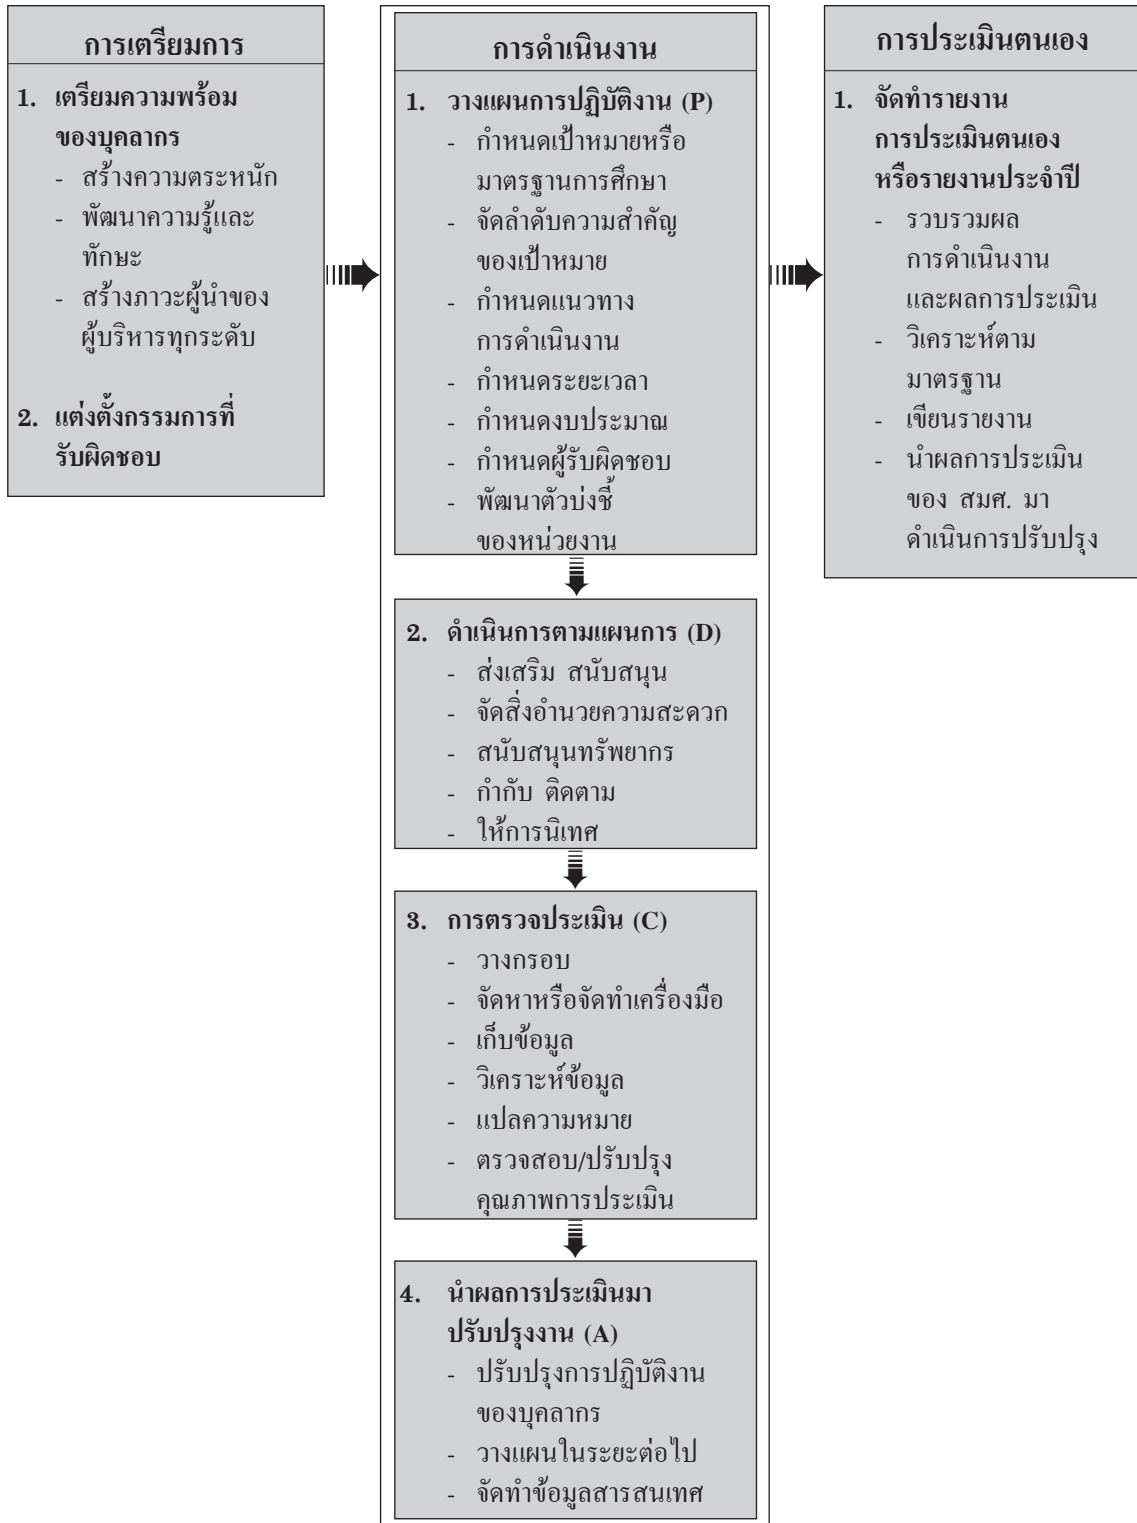 การเตรียมการ
1. เตรียมความพร้อม
ของบุคลากร
- สร้างความตระหนัก
- พัฒนาความรู้และ
ทักษะ
- สร้างภาวะผู้นำของ
ผู้บริหารทุกระดับ
2. แต่งตั้งกรรมการที่
รับผิดชอบ
การดำเนินงาน
1. วางแผนการปฏิบัติงาน (P)
- กำหนดเป้าหมายหรือ
มาตรฐานการศึกษา
- จัดลำดับความสำคัญ
ของเป้าหมาย
- กำหนดแนวทาง
การดำเนินงาน
- กำหนดระยะเวลา
- กำหนดงบประมาณ
- กำหนดผู้รับผิดชอบ
- พัฒนาตัวบ่งชี้
ของหน่วยงาน
2. ดำเนินการตามแผนการ (D)
- ส่งเสริม สนับสนุน
- จัดสิ่งอำนวยความสะดวก
- สนับสนุนทรัพยากร
- กำกับ ติดตาม
- ให้การนิเทศ
3. การตรวจประเมิน (C)
- วางกรอบ
- จัดหาหรือจัดทำเครื่องมือ
- เก็บข้อมูล
- วิเคราะห์ข้อมูล
- แปลความหมาย
- ตรวจสอบ/ปรับปรุง
คุณภาพการประเมิน
4. นำผลการประเมินมา
ปรับปรุงงาน (A)
- ปรับปรุงการปฏิบัติงาน
ของบุคลากร
- วางแผนในระยะต่อไป
- จัดทำข้อมูลสารสนเทศ
การประเมินตนเอง
1. จัดทำรายงาน
การประเมินตนเอง
หรือรายงานประจำปี
- รวบรวมผล
การดำเนินงาน
และผลการประเมิน
- วิเคราะห์ตาม
มาตรฐาน
- เขียนรายงาน
- นำผลการประเมิน
ของ สมศ. มา
ดำเนินการปรับปรุง